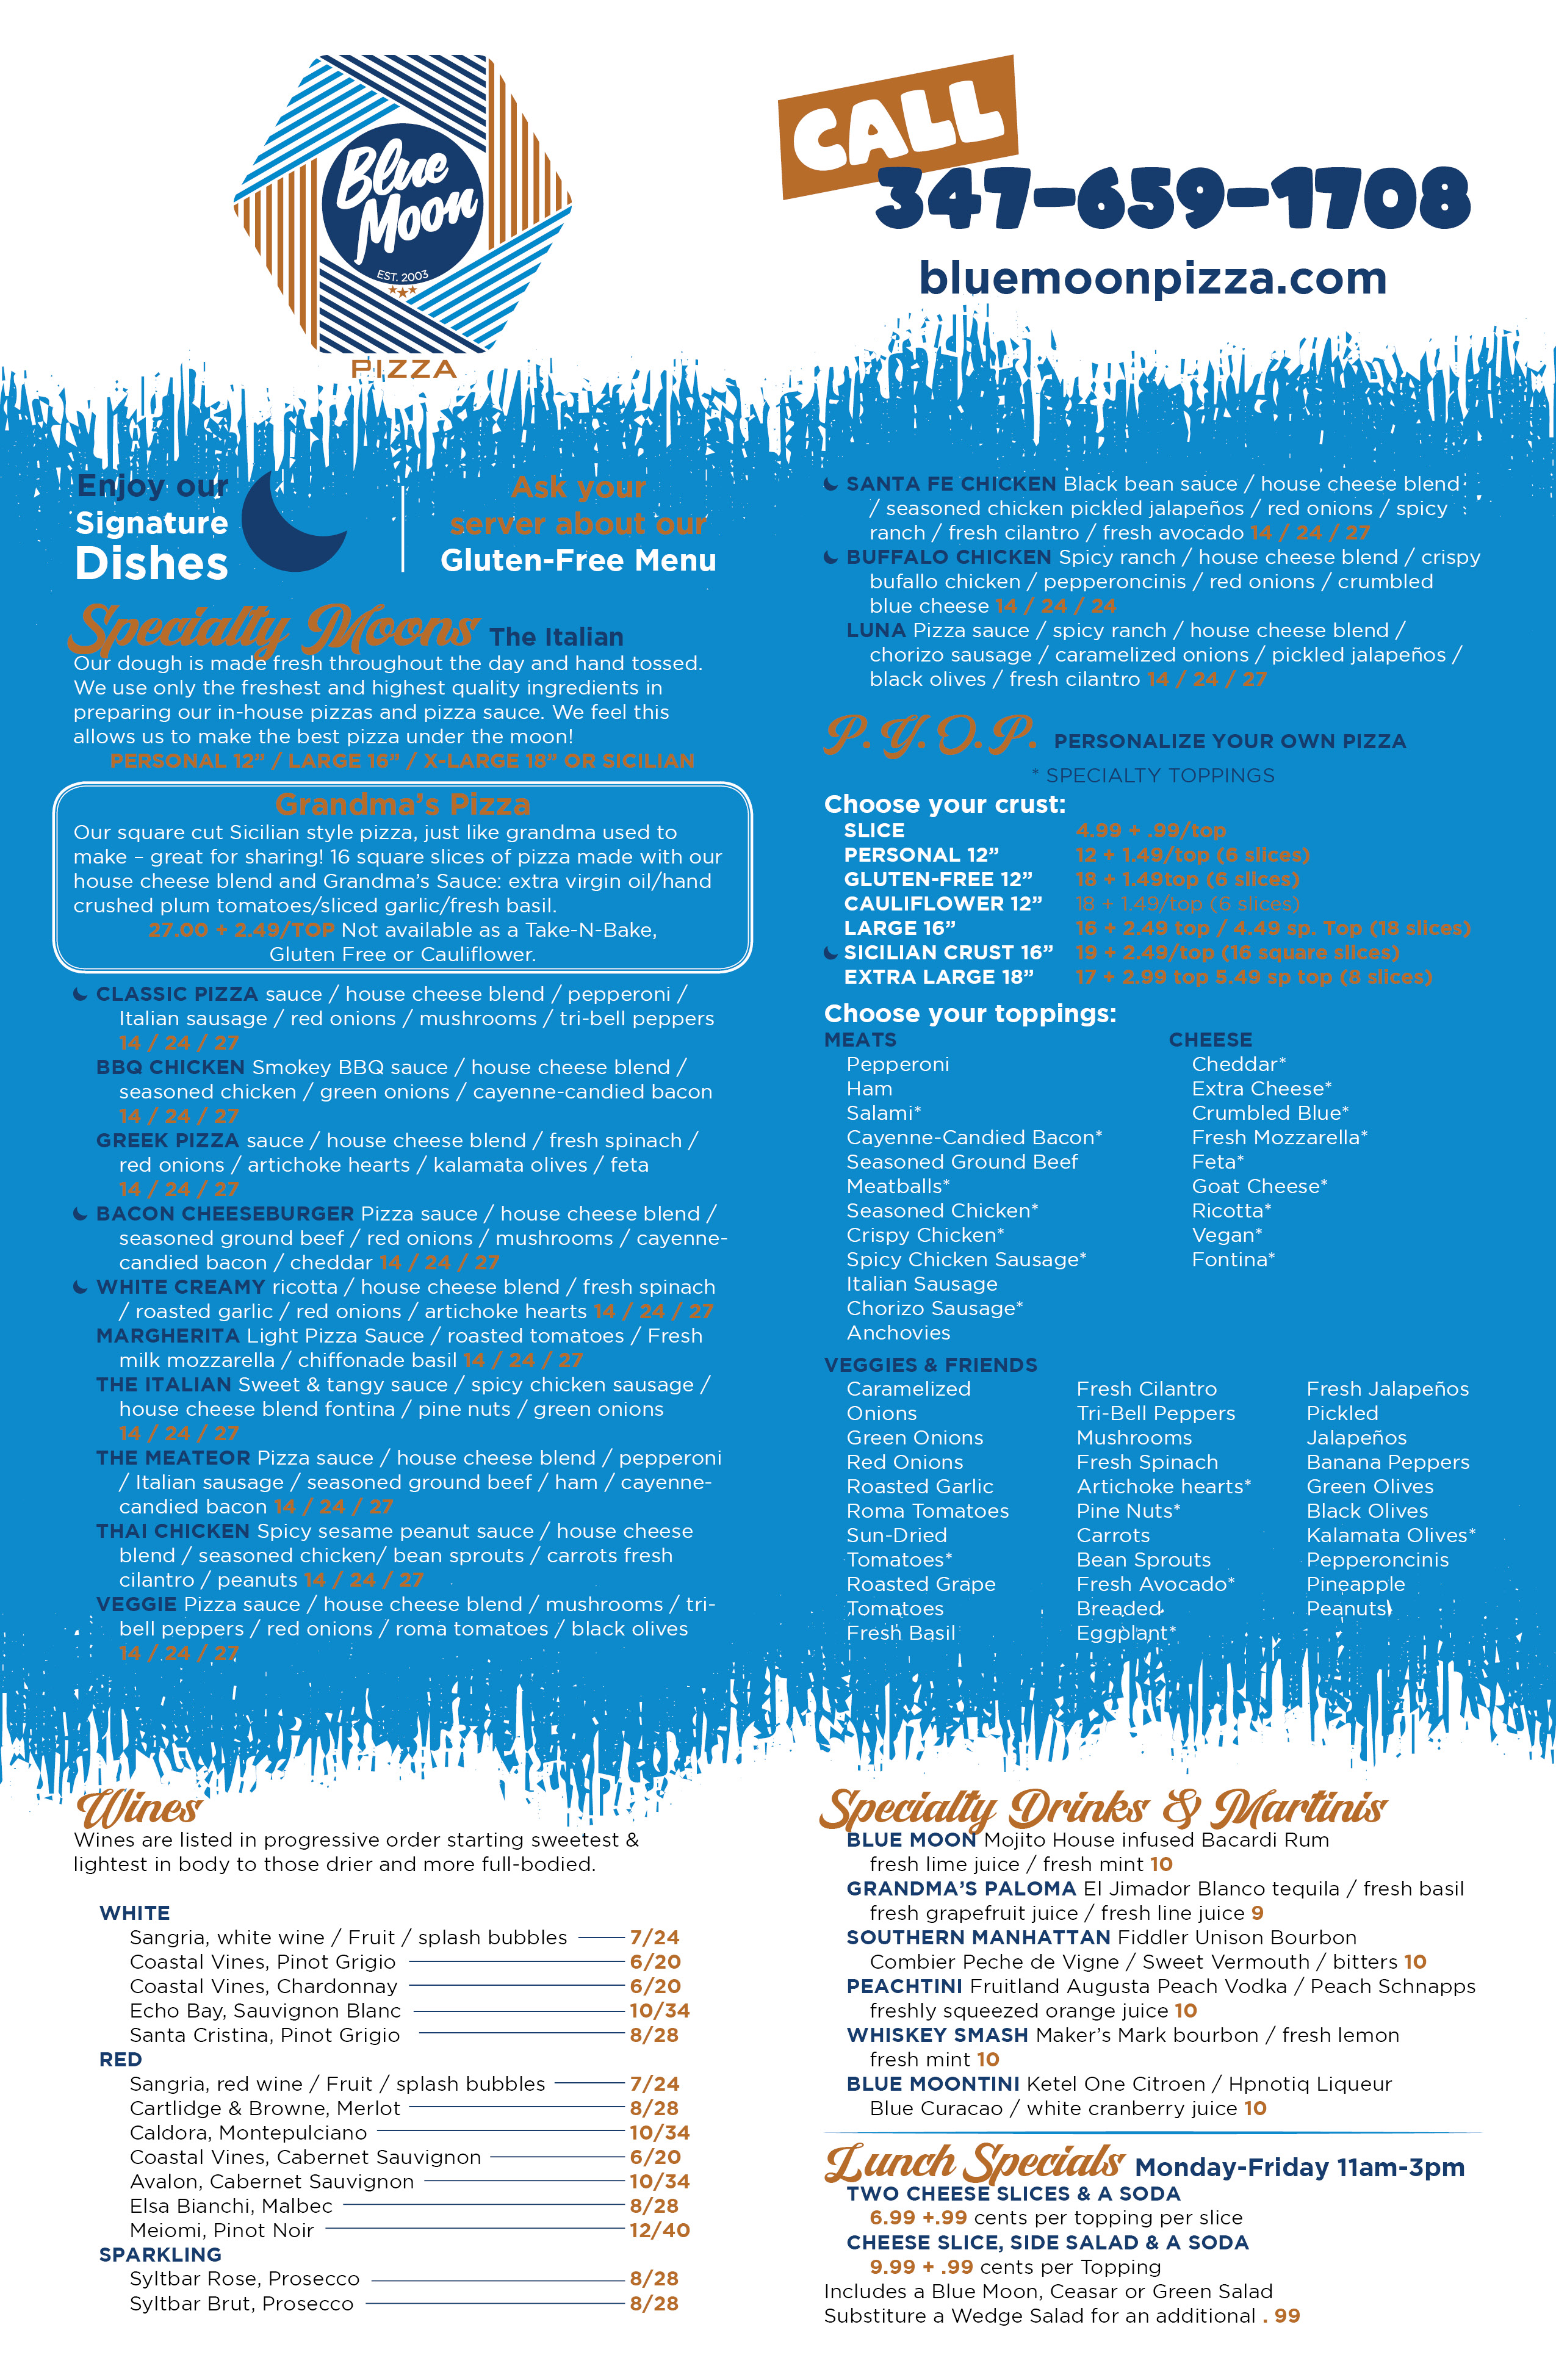 Blue
Moon
EST. 2003
PIZZA
CALL
347-659-1708
bluemoonpizza.com
Enjoy our
Signature
Dishes
Ask your
server about our
Gluten-Free Menu
Specialty Moons The Italian
Our dough is made fresh throughout the day and hand tossed.
We use only the freshest and highest quality ingredients in
preparing our in-house pizzas and pizza sauce. We feel this
allows us to make the best pizza under the moon!
PERSONAL 12” / LARGE 16” / X-LARGE 18” OR SICILIAN
Grandma’s Pizza
Our square cut Sicilian style pizza, just like grandma used to
make – great for sharing! 16 square slices of pizza made with our
house cheese blend and Grandma’s Sauce: extra virgin oil/hand
crushed plum tomatoes/sliced garlic/fresh basil.
27.00 + 2.49/TOP Not available as a Take-N-Bake,
Gluten Free or Cauliflower.
CLASSIC PIZZA sauce / house cheese blend / pepperoni /
Italian sausage / red onions / mushrooms / tri-bell peppers
14 / 24 / 27
BBQ CHICKEN Smokey BBQ sauce / house cheese blend /
seasoned chicken / green onions / cayenne-candied bacon
14 / 24 / 27
GREEK PIZZA sauce / house cheese blend / fresh spinach /
red onions / artichoke hearts / kalamata olives / feta
14 / 24 / 27
BACON CHEESEBURGER Pizza sauce / house cheese blend /
seasoned ground beef / red onions / mushrooms / cayenne-
candied bacon / cheddar 14 / 24 / 27
WHITE CREAMY ricotta / house cheese blend / fresh spinach
/ roasted garlic / red onions / artichoke hearts 14 / 24 / 27
MARGHERITA Light Pizza Sauce / roasted tomatoes / Fresh
milk mozzarella / chiffonade basil 14 / 24 / 27
THE ITALIAN Sweet & tangy sauce / spicy chicken sausage /
house cheese blend fontina / pine nuts / green onions
14 / 24 / 27
THE MEATEOR Pizza sauce / house cheese blend / pepperoni
/ Italian sausage / seasoned ground beef / ham / cayenne-
candied bacon 14 / 24 / 27
THAI CHICKEN Spicy sesame peanut sauce / house cheese
blend / seasoned chicken/ bean sprouts / carrots fresh
cilantro / peanuts 14 / 24 / 27
VEGGIE Pizza sauce / house cheese blend / mushrooms / tri-
bell peppers / red onions / roma tomatoes / black olives
14 / 24 / 27
SANTA FE CHICKEN Black bean sauce / house cheese blend
/ seasoned chicken pickled jalapeños / red onions / spicy
ranch / fresh cilantro / fresh avocado 14 / 24 / 27
BUFFALO CHICKEN Spicy ranch / house cheese blend / crispy
bufallo chicken / pepperoncinis / red onions / crumbled
blue cheese 14 / 24 / 24
LUNA Pizza sauce / spicy ranch / house cheese blend /
chorizo sausage / caramelized onions / pickled jalapeños /
black olives / fresh cilantro 14 / 24 / 27
P.Y.O.P. PERSONALIZE YOUR OWN PIZZA
* SPECIALTY TOPPINGS
Choose your crust:
SLICE 4.99 + .99/top
PERSONAL 12” 12 + 1.49/top (6 slices)
GLUTEN-FREE 12” 18 + 1.49top (6 slices)
CAULIFLOWER 12” 18 + 1.49/top (6 slices)
LARGE 16” 16 + 2.49 top / 4.49 sp. Top (18 slices)
SICILIAN CRUST 16” 19 + 2.49/top (16 square slices)
EXTRA LARGE 18” 17 + 2.99 top 5.49 sp top (8 slices)
Choose your toppings:
MEATS
Pepperoni
Ham
Salami*
Cayenne-Candied Bacon*
Seasoned Ground Beef
Meatballs*
Seasoned Chicken*
Crispy Chicken*
Spicy Chicken Sausage*
Italian Sausage
Chorizo Sausage*
Anchovies
CHEESE
Cheddar*
Extra Cheese*
Crumbled Blue*
Fresh Mozzarella*
Feta*
Goat Cheese*
Ricotta*
Vegan*
Fontina*
VEGGIES & FRIENDS
Caramelized
Onions
Green Onions
Red Onions
Roasted Garlic
Roma Tomatoes
Sun-Dried
Tomatoes*
Roasted Grape
Tomatoes
Fresh Basil
Fresh Cilantro
Tri-Bell Peppers
Mushrooms
Fresh Spinach
Artichoke hearts*
Pine Nuts*
Carrots
Bean Sprouts
Fresh Avocado*
Breaded
Eggplant*
Fresh Jalapeños
Pickled
Jalapeños
Banana Peppers
Green Olives
Black Olives
Kalamata Olives*
Pepperoncinis
Pineapple
Peanuts
Wines
Wines are listed in progressive order starting sweetest &
lightest in body to those drier and more full-bodied.
WHITE
Sangria, white wine / Fruit / splash bubbles 7/24
Coastal Vines, Pinot Grigio 6/20
Coastal Vines, Chardonnay 6/20
Echo Bay, Sauvignon Blanc 10/34
Santa Cristina, Pinot Grigio 8/28
RED
Sangria, red wine / Fruit / splash bubbles 7/24
Cartlidge & Browne, Merlot 8/28
Caldora, Montepulciano 10/34
Coastal Vines, Cabernet Sauvignon 6/20
Avalon, Cabernet Sauvignon 10/34
Elsa Bianchi, Malbec 8/28
Meiomi, Pinot Noir 12/40
SPARKLING
Syltbar Rose, Prosecco 8/28
Syltbar Brut, Prosecco 8/28
Specialty Drinks & Martinis
BLUE MOON Mojito House infused Bacardi Rum
fresh lime juice / fresh mint 10
GRANDMA’S PALOMA El Jimador Blanco tequila / fresh basil
fresh grapefruit juice / fresh line juice 9
SOUTHERN MANHATTAN Fiddler Unison Bourbon
Combier Peche de Vigne / Sweet Vermouth / bitters 10
PEACHTINI Fruitland Augusta Peach Vodka / Peach Schnapps
freshly squeezed orange juice 10
WHISKEY SMASH Maker’s Mark bourbon / fresh lemon
fresh mint 10
BLUE MOONTINI Ketel One Citroen / Hpnotiq Liqueur
Blue Curacao / white cranberry juice 10
Lunch Specials Monday-Friday 11am-3pm
TWO CHEESE SLICES & A SODA
6.99 +.99 cents per topping per slice
CHEESE SLICE, SIDE SALAD & A SODA
9.99 + .99 cents per Topping
Includes a Blue Moon, Ceasar or Green Salad
Substiture a Wedge Salad for an additional . 99